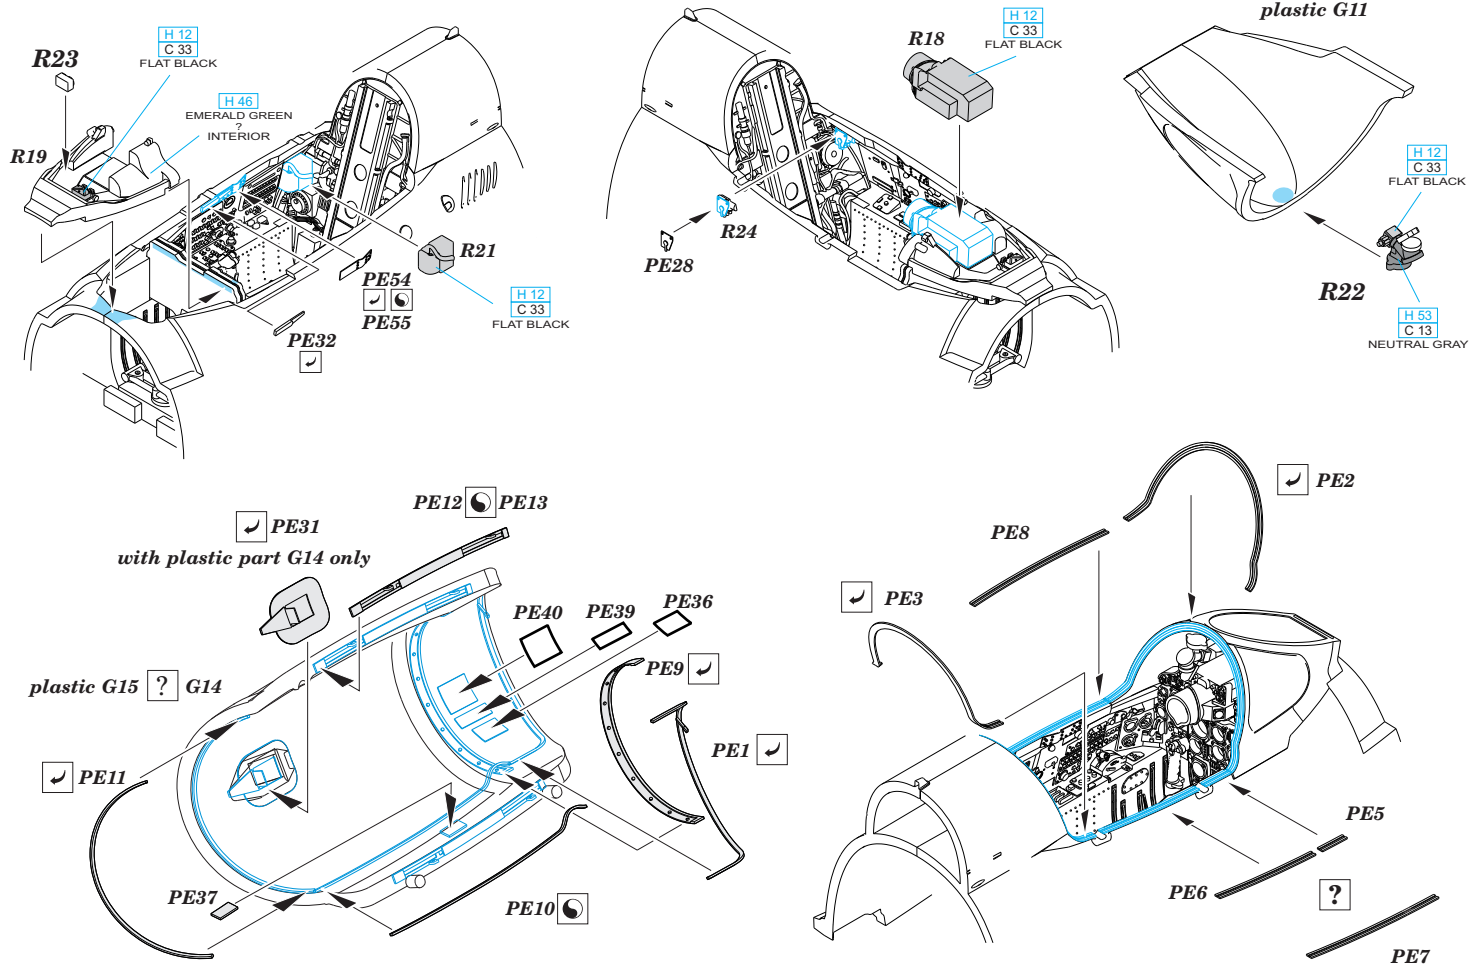 R23
H 12
C 33
FLAT BLACK
H 46
EMERALD GREEN
?
INTERIOR
R19
R21
PE54
PE55
PE32
H 12
C 33
FLAT BLACK
R18
H 12
C 33
FLAT BLACK
R24
PE28
plastic G11
H 12
C 33
FLAT BLACK
R22
H 53
C 13
NEUTRAL GRAY
PE12 PE13
PE31
with plastic part G14 only
PE40
PE39
PE36
PE9
plastic G15 ? G14
PE1
PE11
PE37
PE10
PE2
PE8
PE3
PE5
PE6
?
PE7